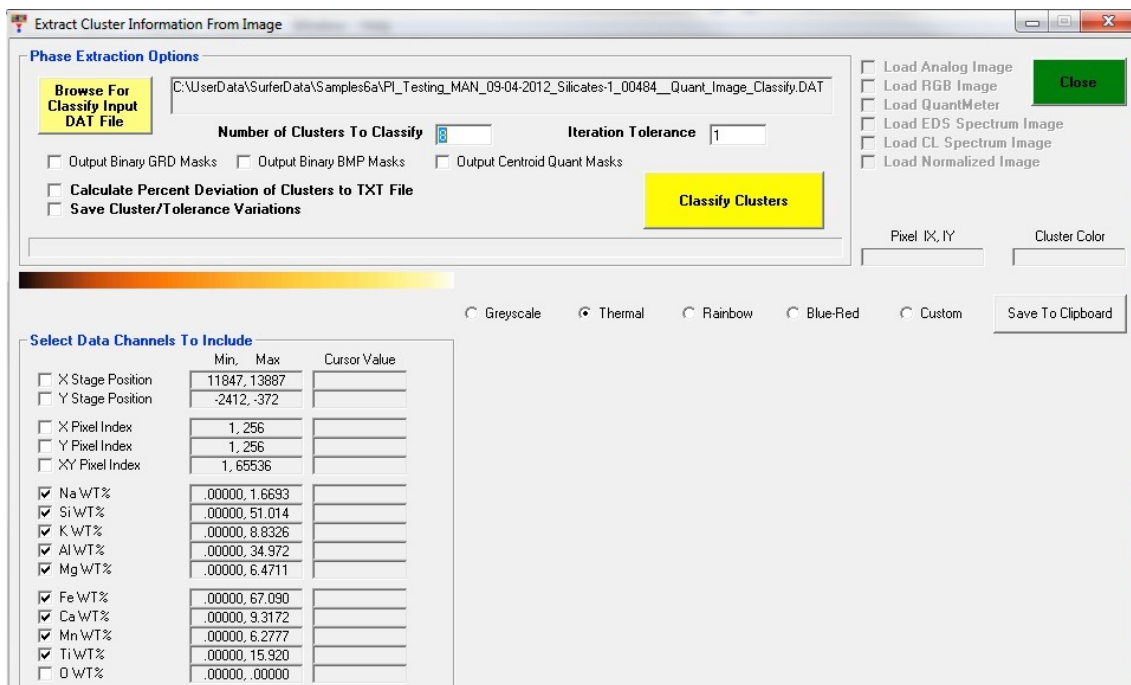 Extract Cluster Information From Image
Phase Extraction Options
Browse For
Classify Input
DAT File
C:\UserData\SurferData\Samples6a\PI_Testing_MAN_09-04-2012_Silicates-1_00484__Quant_Image_Classify.DAT
Number of Clusters To Classify 8 Iteration Tolerance 1
Output Binary GRD Masks Output Binary BMP Masks Output Centroid Quant Masks
Calculate Percent Deviation of Clusters to TXT File
Save Cluster/Tolerance Variations
Classify Clusters
Load Analog Image
Load RGB Image
Load QuantMeter
Load EDS Spectrum Image
Load CL Spectrum Image
Load Normalized Image
Close
Pixel IX, IY Cluster Color
Greyscale Thermal Rainbow Blue-Red Custom Save To Clipboard
Select Data Channels To Include
Min, Max Cursor Value
X Stage Position 11847, 13887
Y Stage Position -2412, -372
X Pixel Index 1, 256
Y Pixel Index 1, 256
XY Pixel Index 1, 65536
Na WT% .00000, 1.6693
Si WT% .00000, 51.014
K WT% .00000, 8.8326
Al WT% .00000, 34.972
Mg WT% .00000, 6.4711
Fe WT% .00000, 67.090
Ca WT% .00000, 9.3172
Mn WT% .00000, 6.2777
Ti WT% .00000, 15.920
O WT% .00000, .00000